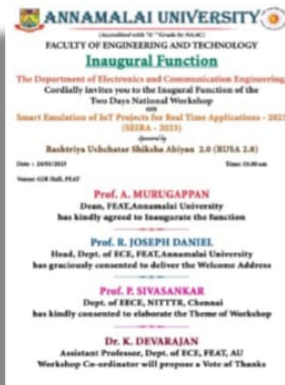 ANNAMALAI UNIVERSITY
(Accredited with "A+" Grade by NAAC)
FACULTY OF ENGINEERING AND TECHNOLOGY
Inaugural Function
The Department of Electronics and Communication Engineering
Cordially invites you to the Inagural Function of the
Two Days National Workshop
on
Smart Emulation of IoT Projects for Real Time Applications - 2023
(SEIRA - 2023)
Sponsored by
Rashtriya Uchchatar Shiksha Abiyan 2.0 (RUSA 2.0)
Date : 24/01/2023 Time: 10.00 am
Venue: GJR Hall, FEAT
Prof. A. MURUGAPPAN
Dean, FEAT,Annamalai University
has kindly agreed to Inaugurate the function
Prof. R. JOSEPH DANIEL
Head, Dept. of ECE, FEAT,Annamalai University
has graciously consented to deliver the Welcome Address
Prof. P. SIVASANKAR
Dept. of EECE, NITTTR, Chennai
has kindly consented to elaborate the Theme of Workshop
Dr. K. DEVARAJAN
Assistant Professor, Dept. of ECE, FEAT, AU
Workshop Co-ordinator will propose a Vote of Thanks